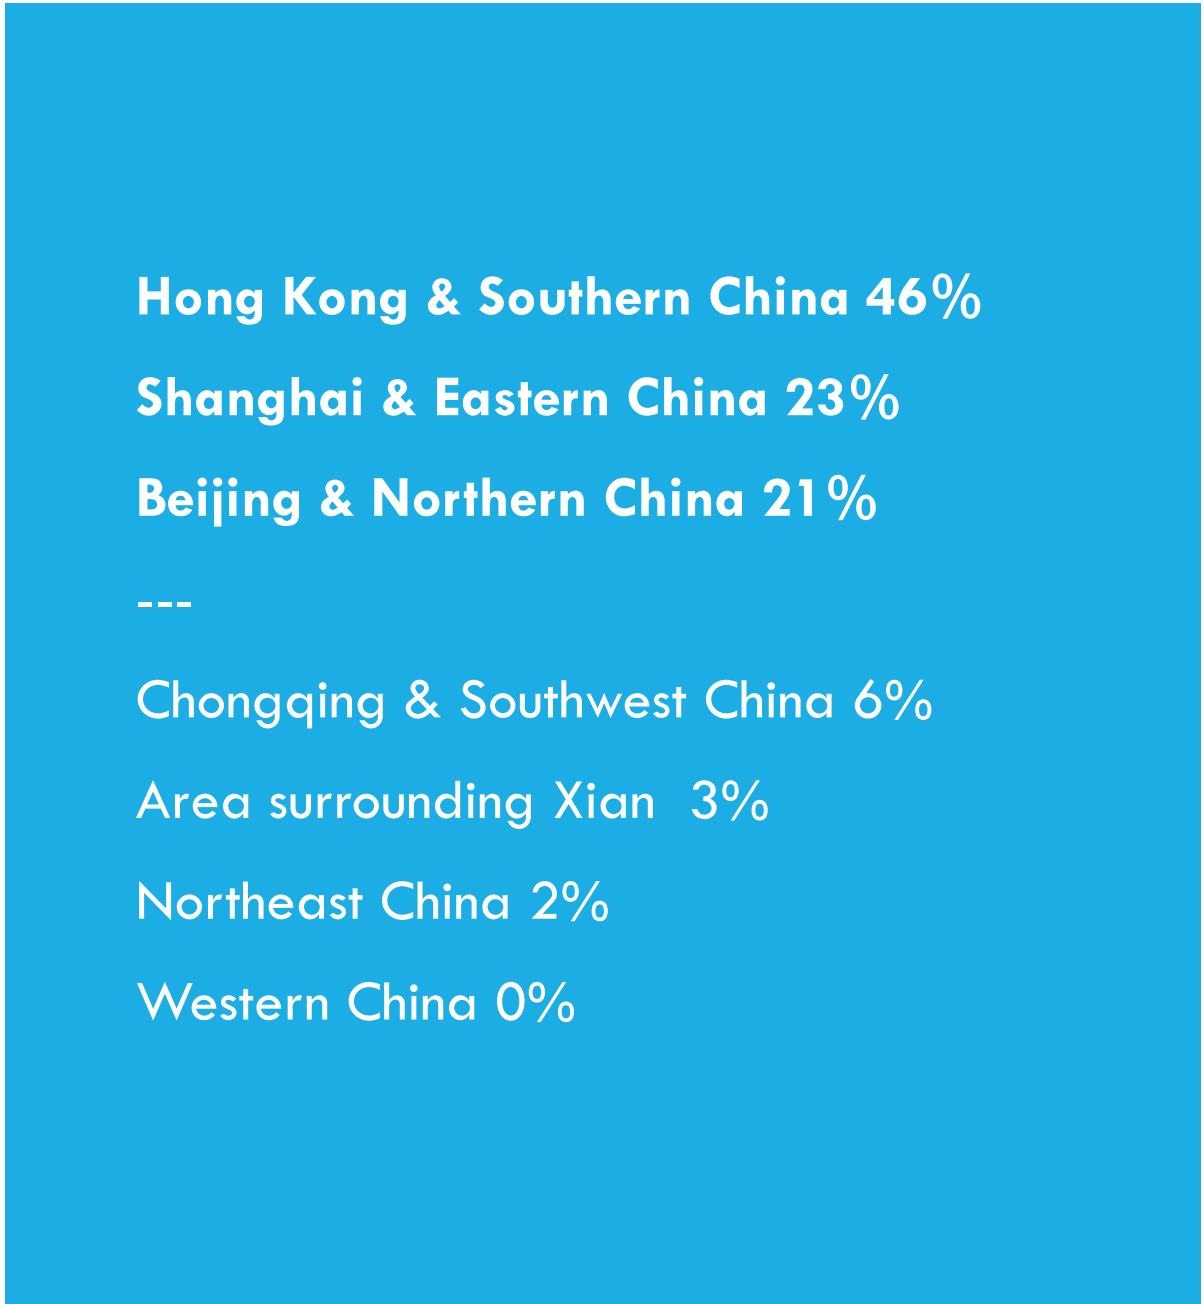 Hong Kong & Southern China 46%
Shanghai & Eastern China 23%
Beijing & Northern China 21%
---
Chongqing & Southwest China 6%
Area surrounding Xian  3%
Northeast China 2%
Western China 0%